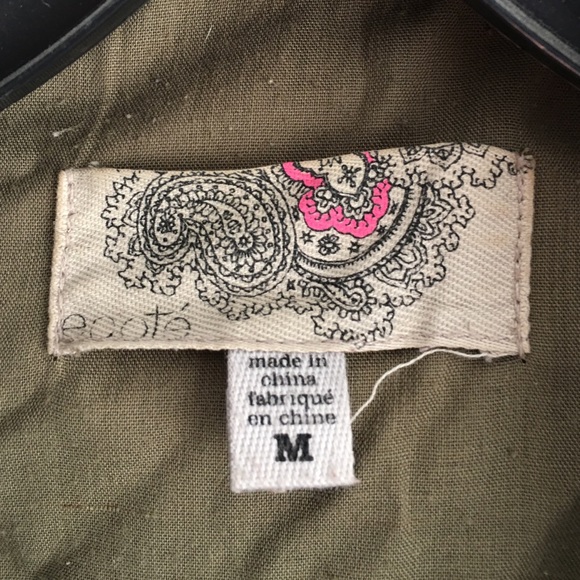 ecoté
made in
china
fabriqué
en chine
M